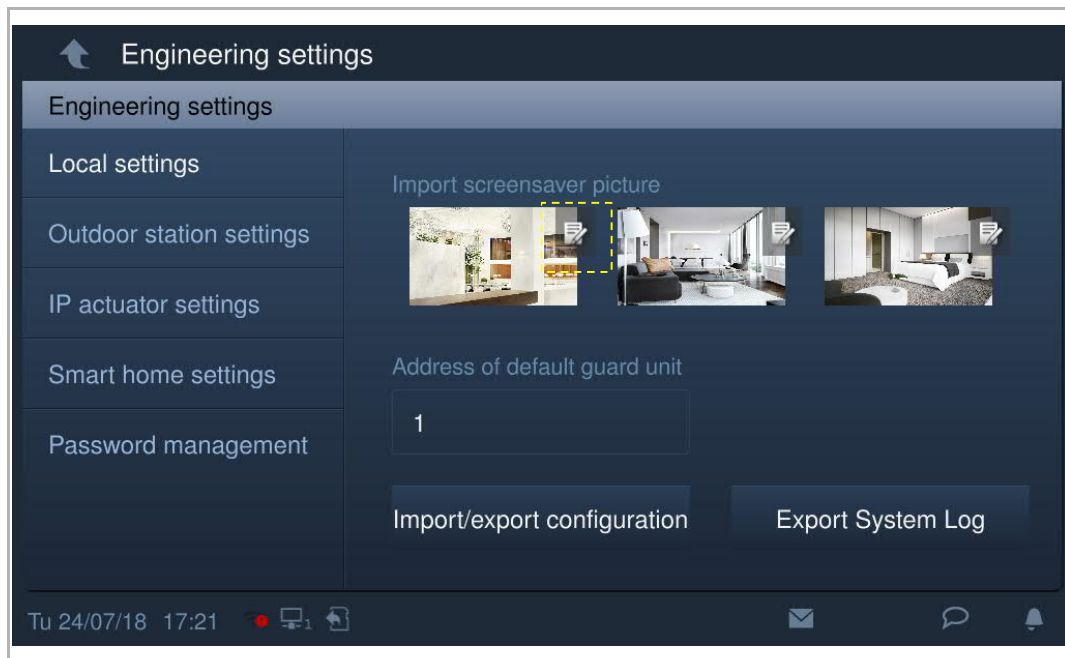 Engineering settings
Engineering settings
Local settings
Outdoor station settings
IP actuator settings
Smart home settings
Password management
Import screensaver picture
Address of default guard unit
1
Import/export configuration
Export System Log
Tu 24/07/18 17:21
1